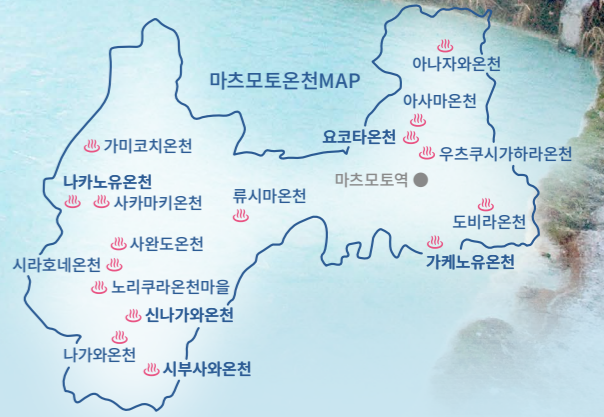 아나자와온천
마츠모토온천MAP
아사마온천
요코타온천
가미코치온천
우츠쿠시가하라온천
마츠모토역
나카노유온천
류시마온천
사카마키온천
도비라온천
사완도온천
시라호네온천
가케노유온천
노리쿠라온천마을
신나가와온천
나가와온천
시부사와온천